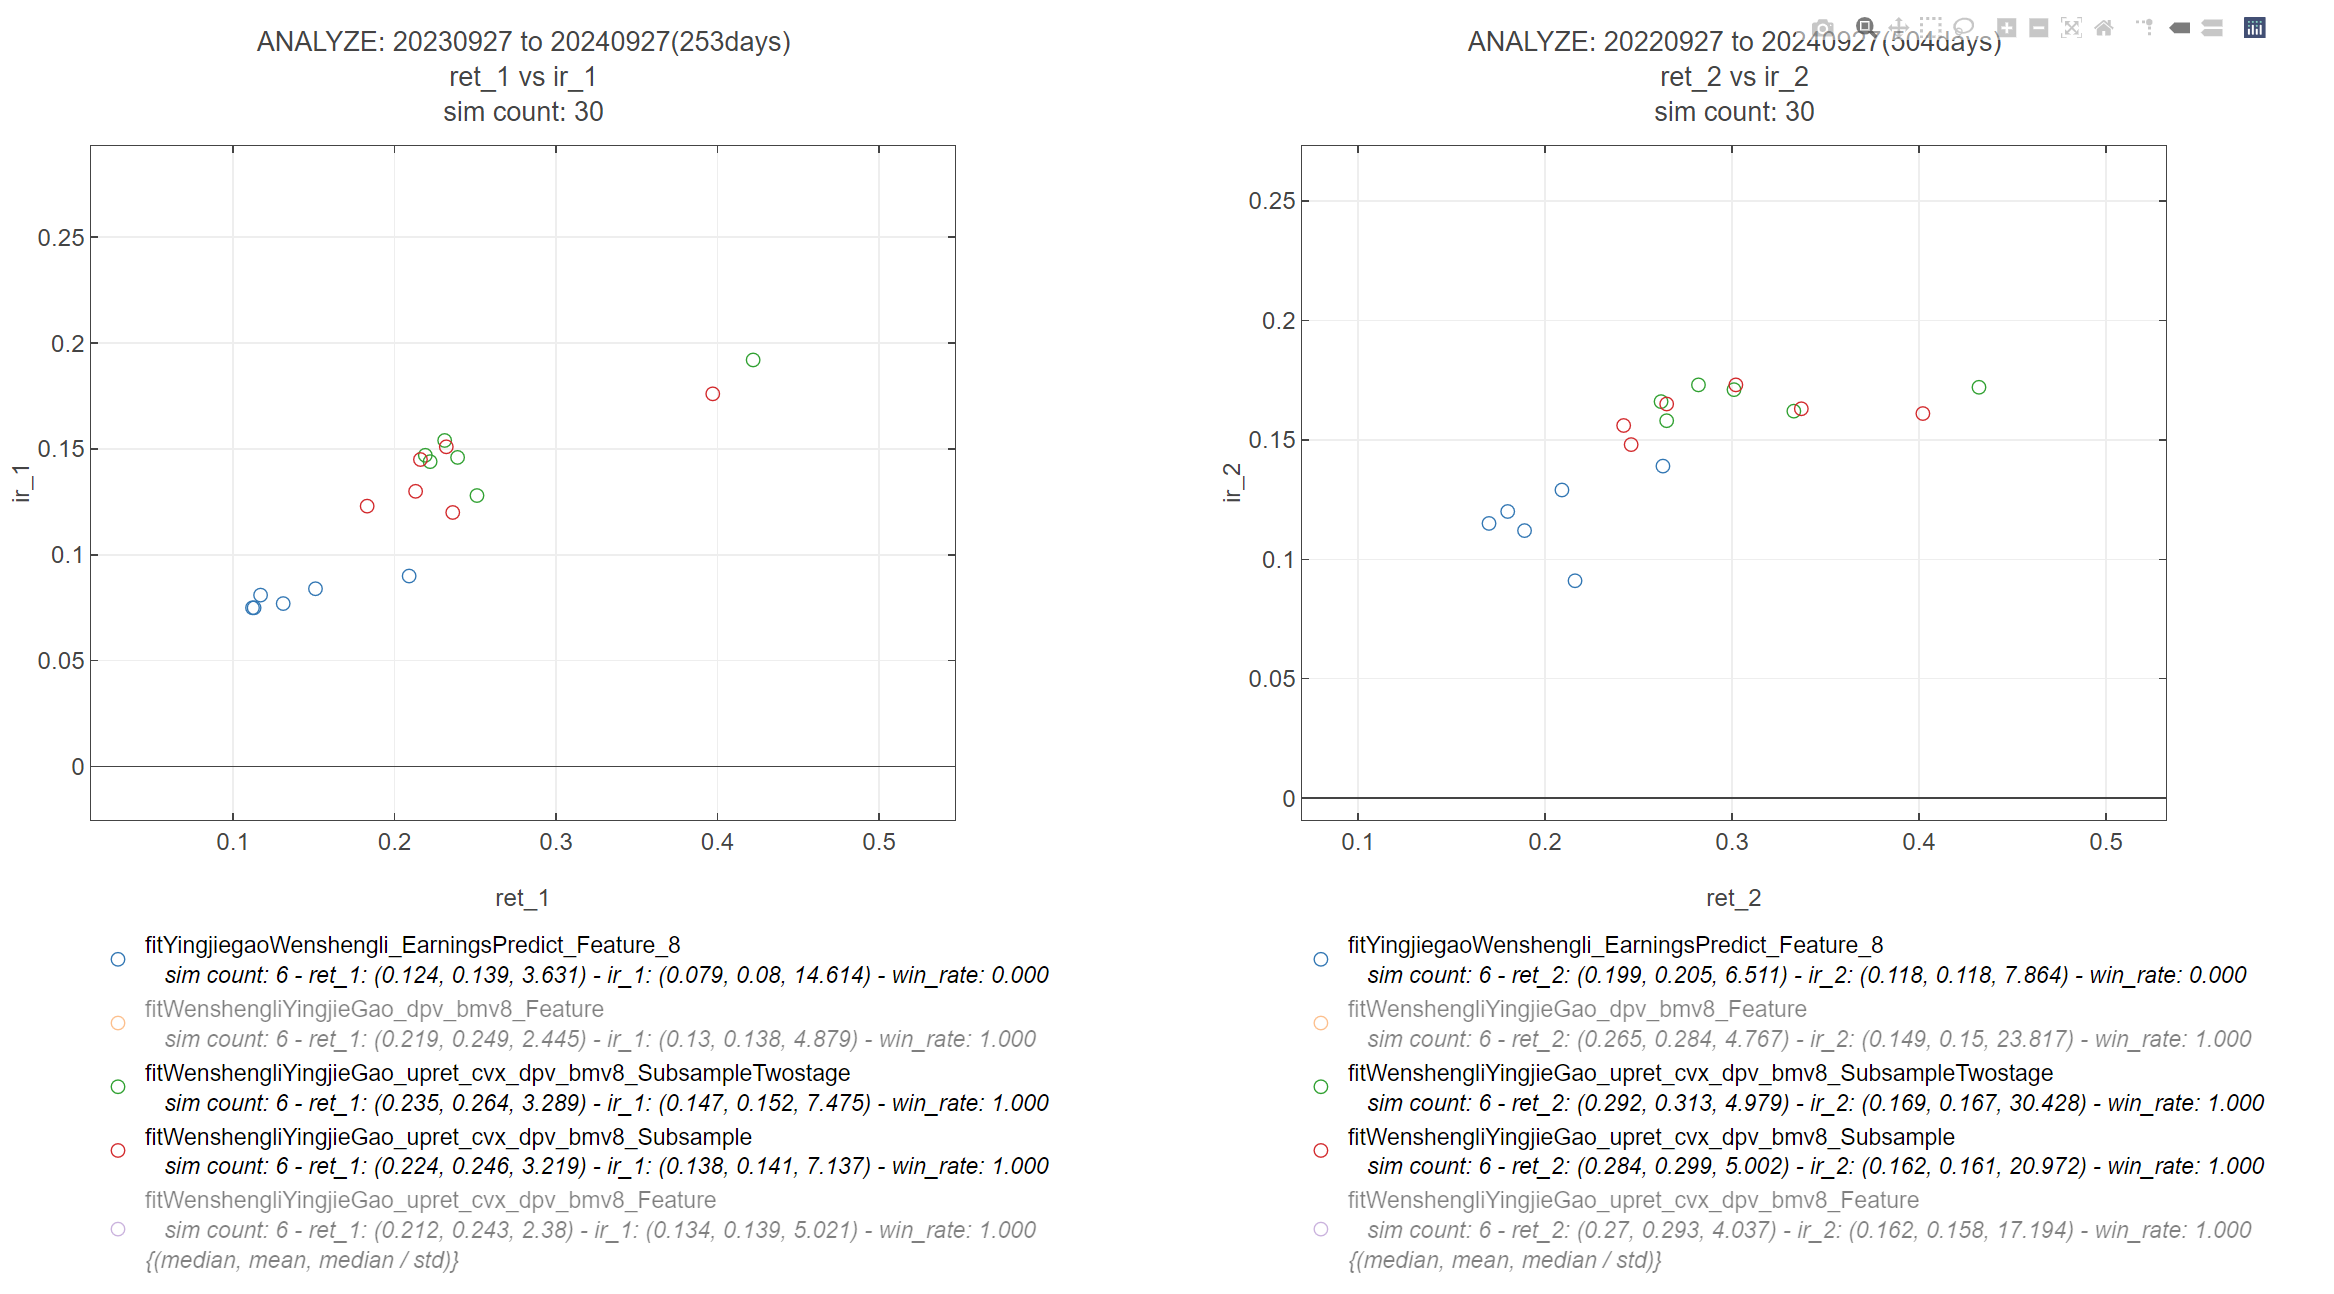 ANALYZE: 20230927 to 20240927(253days)
ret_1 vs ir_1
sim count: 30
0.25
0.2
0.15
0.1
0.05
0
ir_1
0.1 0.2 0.3 0.4 0.5
ret_1
fitYingjiegaoWenshengli_EarningsPredict_Feature_8
sim count: 6 - ret_1: (0.124, 0.139, 3.631) - ir_1: (0.079, 0.08, 14.614) - win_rate: 0.000
fitWenshengliYingjieGao_dpv_bmv8_Feature
sim count: 6 - ret_1: (0.219, 0.249, 2.445) - ir_1: (0.13, 0.138, 4.879) - win_rate: 1.000
fitWenshengliYingjieGao_upret_cvx_dpv_bmv8_SubsampleTwostage
sim count: 6 - ret_1: (0.235, 0.264, 3.289) - ir_1: (0.147, 0.152, 7.475) - win_rate: 1.000
fitWenshengliYingjieGao_upret_cvx_dpv_bmv8_Subsample
sim count: 6 - ret_1: (0.224, 0.246, 3.219) - ir_1: (0.138, 0.141, 7.137) - win_rate: 1.000
fitWenshengliYingjieGao_upret_cvx_dpv_bmv8_Feature
sim count: 6 - ret_1: (0.212, 0.243, 2.38) - ir_1: (0.134, 0.139, 5.021) - win_rate: 1.000
{(median, mean, median / std)}
ANALYZE: 20220927 to 20240927(504days)
ret_2 vs ir_2
sim count: 30
0.25
0.2
0.15
0.1
0.05
0
ir_2
0.1 0.2 0.3 0.4 0.5
ret_2
fitYingjiegaoWenshengli_EarningsPredict_Feature_8
sim count: 6 - ret_2: (0.199, 0.205, 6.511) - ir_2: (0.118, 0.118, 7.864) - win_rate: 0.000
fitWenshengliYingjieGao_dpv_bmv8_Feature
sim count: 6 - ret_2: (0.265, 0.284, 4.767) - ir_2: (0.149, 0.15, 23.817) - win_rate: 1.000
fitWenshengliYingjieGao_upret_cvx_dpv_bmv8_SubsampleTwostage
sim count: 6 - ret_2: (0.292, 0.313, 4.979) - ir_2: (0.169, 0.167, 30.428) - win_rate: 1.000
fitWenshengliYingjieGao_upret_cvx_dpv_bmv8_Subsample
sim count: 6 - ret_2: (0.284, 0.299, 5.002) - ir_2: (0.162, 0.161, 20.972) - win_rate: 1.000
fitWenshengliYingjieGao_upret_cvx_dpv_bmv8_Feature
sim count: 6 - ret_2: (0.27, 0.293, 4.037) - ir_2: (0.162, 0.158, 17.194) - win_rate: 1.000
{(median, mean, median / std)}